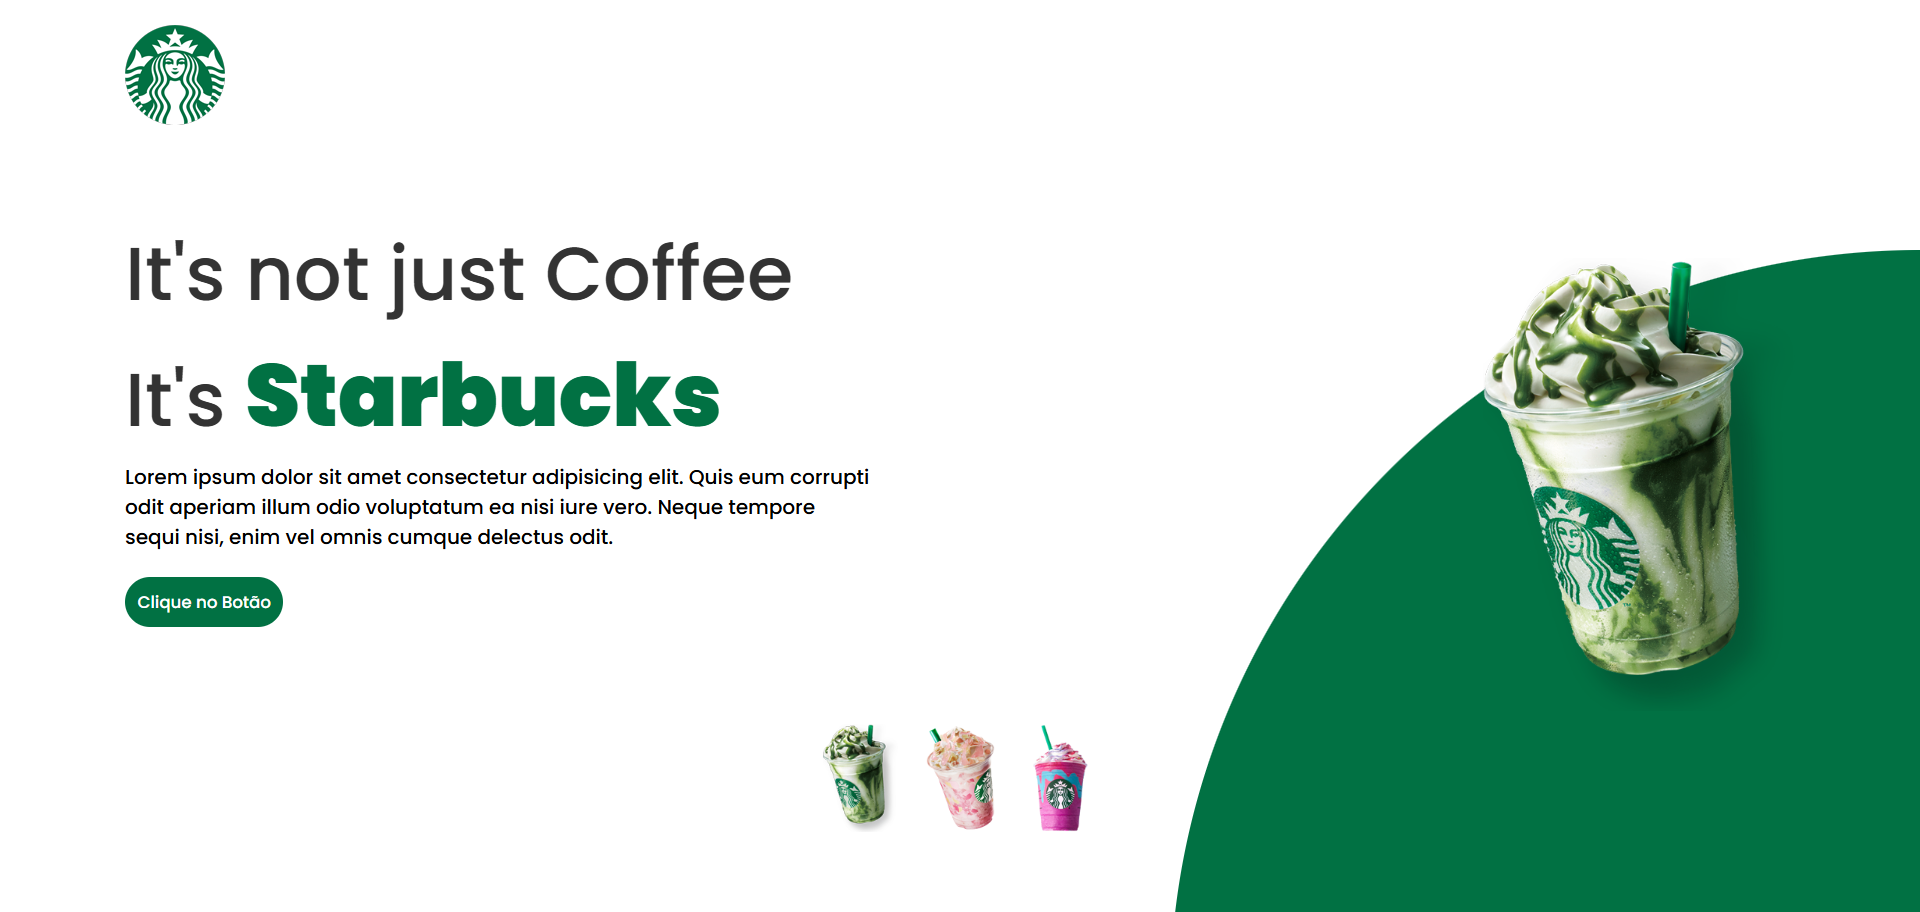 It's not just Coffee
It's Starbucks
Lorem ipsum dolor sit amet consectetur adipisicing elit. Quis eum corrupti
odit aperiam illum odio voluptatum ea nisi iure vero. Neque tempore
sequi nisi, enim vel omnis cumque delectus odit.
Clique no Botão